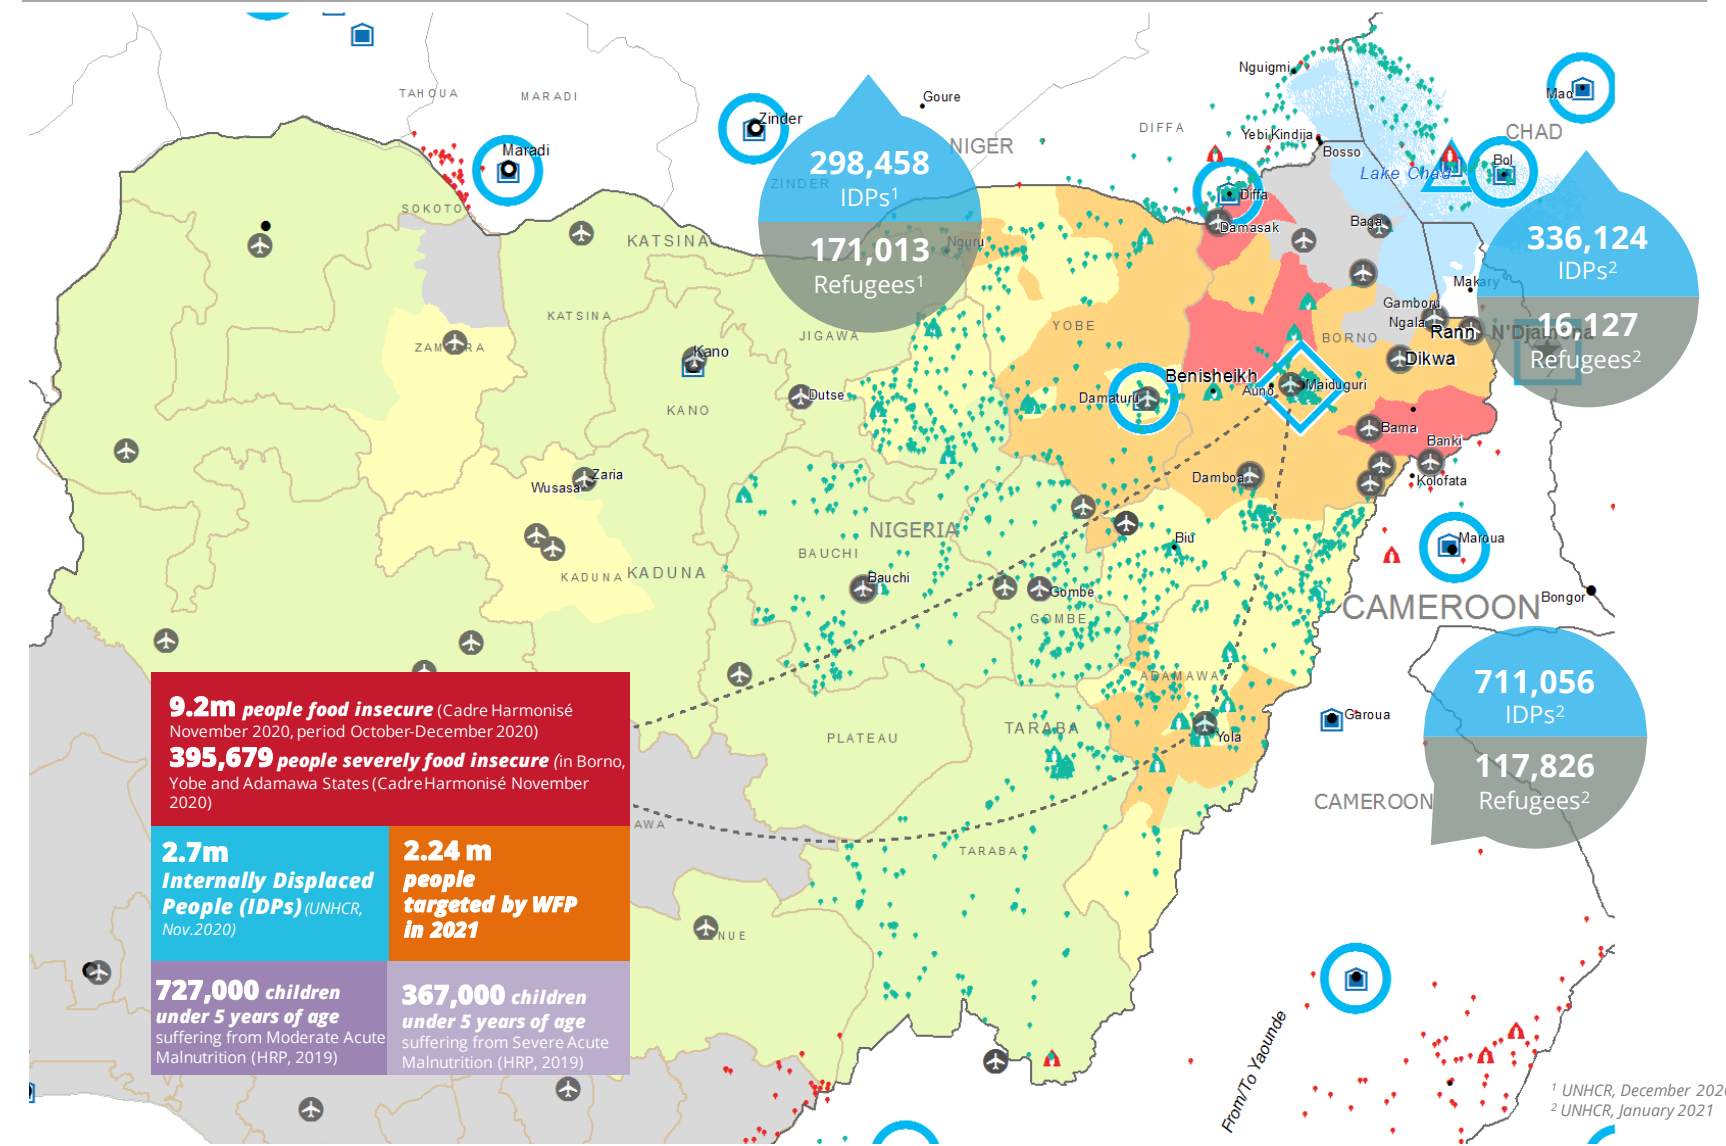 TAHOUA
MARADI
Goure
Nguigmi
Mao
Zinder
Maradi
NIGER
DIFFA
Yebi Kindija
Bosso
CHAD
Bol
Lake Chad
298,458
IDPs1
171,013
Refugees1
ZINDER
SOKOTO
Diffa
Damasak
Baga
KATSINA
Nguru
336,124
IDPs2
16,127
Refugees2
Makary
Gamboru
Ngala
Rann
N'Djamena
KATSINA
JIGAWA
YOBE
BORNO
ZAMFARA
Kano
Dikwa
Benisheikh
Auno
Maiduguri
Dutse
Damaturu
KANO
Bama
Banki
Zaria
Wusasa
Damboa
Kolofata
NIGERIA
Biu
Maroua
BAUCHI
KADUNA
KADUNA
Bauchi
Gombe
GOMBE
CAMEROON
Bongor
ADAMAWA
711,056
IDPs2
117,826
Refugees2
Garoua
TARABA
PLATEAU
Yola
CAMEROON
9.2m people food insecure (Cadre Harmonisé
November 2020, period October-December 2020)
395,679 people severely food insecure (in Borno,
Yobe and Adamawa States (Cadre Harmonisé November
2020)
AWA
TARABA
2.7m
Internally Displaced
People (IDPs) (UNHCR,
Nov.2020)
2.24 m
people
targeted by WFP
in 2021
NUE
727,000 children
under 5 years of age
suffering from Moderate Acute
Malnutrition (HRP, 2019)
367,000 children
under 5 years of age
suffering from Severe Acute
Malnutrition (HRP, 2019)
From/To Yaounde
1 UNHCR, December 2020
2 UNHCR, January 2021